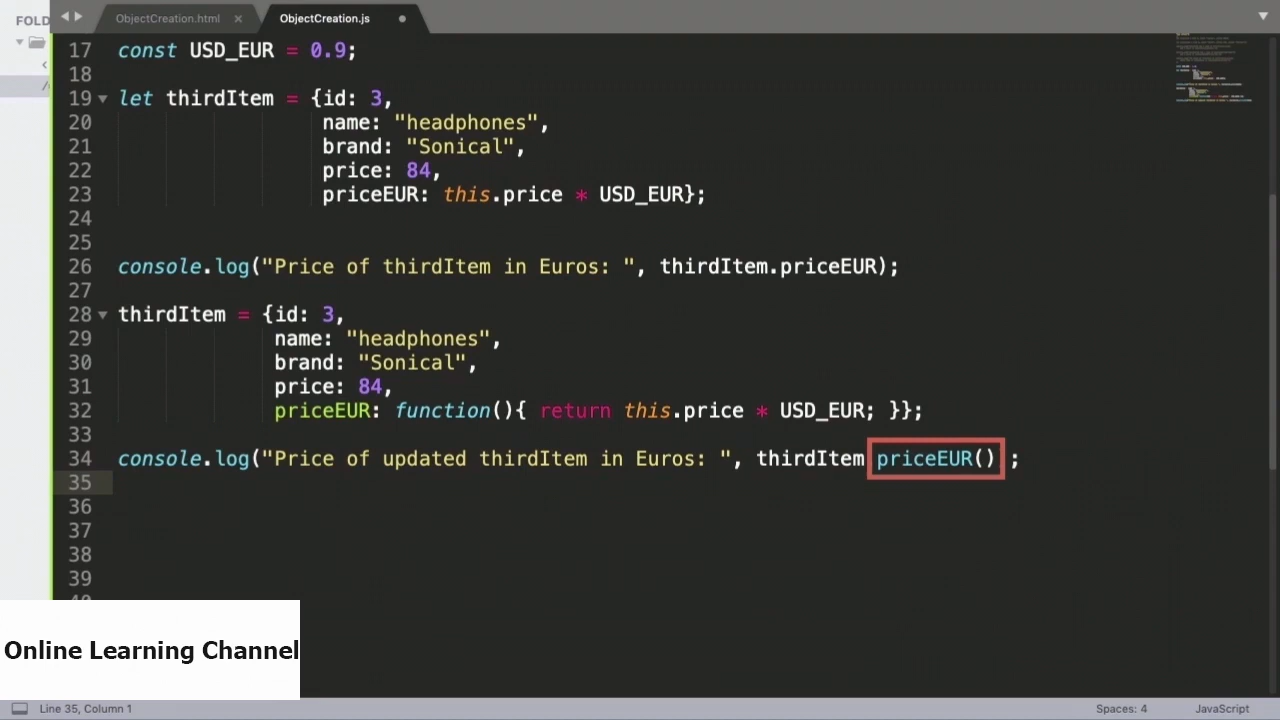 FOLD
ObjectCreation.html ×
ObjectCreation.js
17 const USD_EUR = 0.9;
18
19 let thirdItem = {id: 3,
20 name: "headphones",
21 brand: "Sonical",
22 price: 84,
23 priceEUR: this.price * USD_EUR};
24
25
26 console.log("Price of thirdItem in Euros: ", thirdItem.priceEUR);
27
28 thirdItem = {id: 3,
29 name: "headphones",
30 brand: "Sonical",
31 price: 84,
32 priceEUR: function(){ return this.price * USD_EUR; }};
33
34 console.log("Price of updated thirdItem in Euros: ", thirdItem priceEUR() ;
35
36
37
38
39
Online Learning Channel
Line 35, Column 1
Spaces: 4
JavaScript